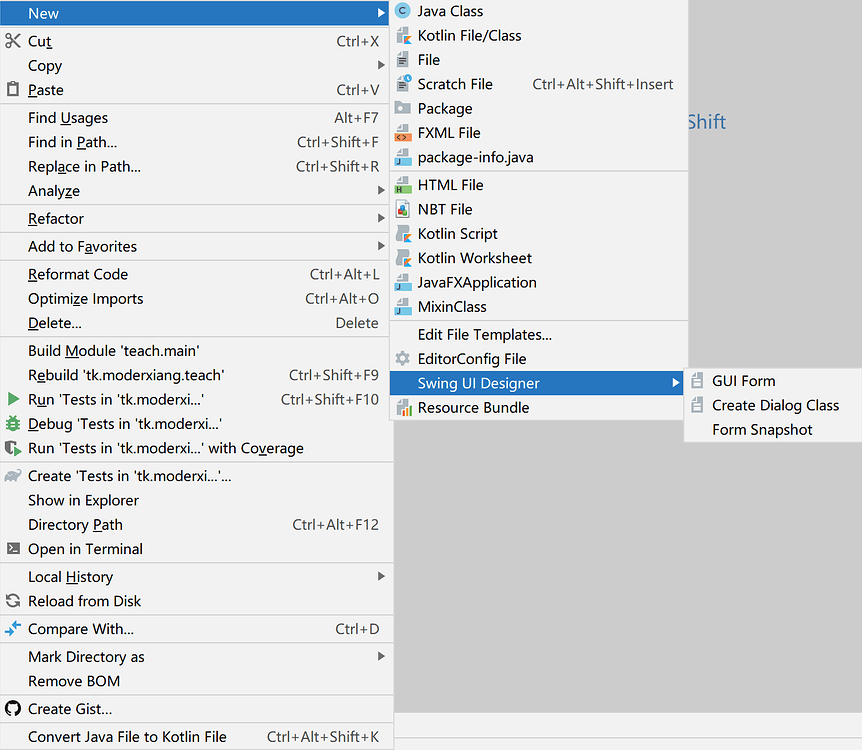 New
Cut Ctrl+X
Copy
Paste Ctrl+V
Find Usages Alt+F7
Find in Path... Ctrl+Shift+F
Replace in Path... Ctrl+Shift+R
Analyze
Refactor
Add to Favorites
Reformat Code Ctrl+Alt+L
Optimize Imports Ctrl+Alt+O
Delete... Delete
Build Module 'teach.main'
Rebuild 'tk.moderxiang.teach' Ctrl+Shift+F9
Run 'Tests in 'tk.moderxi...' Ctrl+Shift+F10
Debug 'Tests in 'tk.moderxi...'
Run 'Tests in 'tk.moderxi...' with Coverage
Create 'Tests in 'tk.moderxi...'...
Show in Explorer
Directory Path Ctrl+Alt+F12
Open in Terminal
Local History
Reload from Disk
Compare With... Ctrl+D
Mark Directory as
Remove BOM
Create Gist...
Convert Java File to Kotlin File Ctrl+Alt+Shift+K
Java Class
Kotlin File/Class
File
Scratch File Ctrl+Alt+Shift+Insert
Package
FXML File
package-info.java
HTML File
NBT File
Kotlin Script
Kotlin Worksheet
JavaFXApplication
MixinClass
Edit File Templates...
EditorConfig File
Swing UI Designer
Resource Bundle
Shift
GUI Form
Create Dialog Class
Form Snapshot